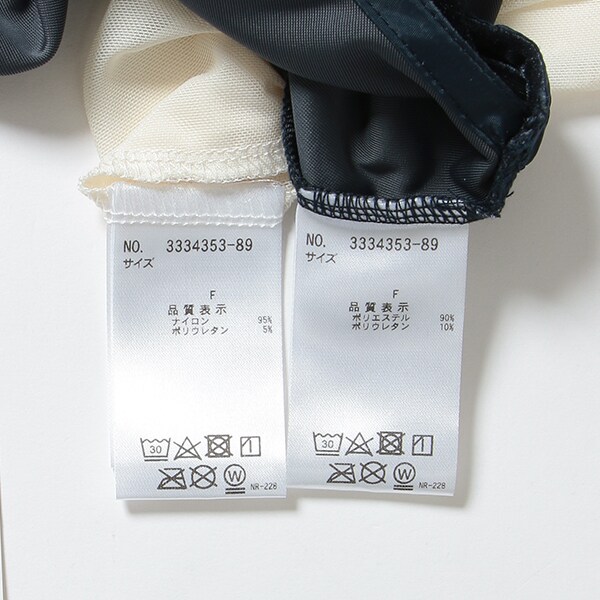 NO. 3334353-89
サイズ
F
品質表示
ナイロン 95%
ポリウレタン 5%
30
W
NR-228
NO. 3334353-89
サイズ
F
品質表示
ポリエステル 90%
ポリウレタン 10%
30
W
NR-228